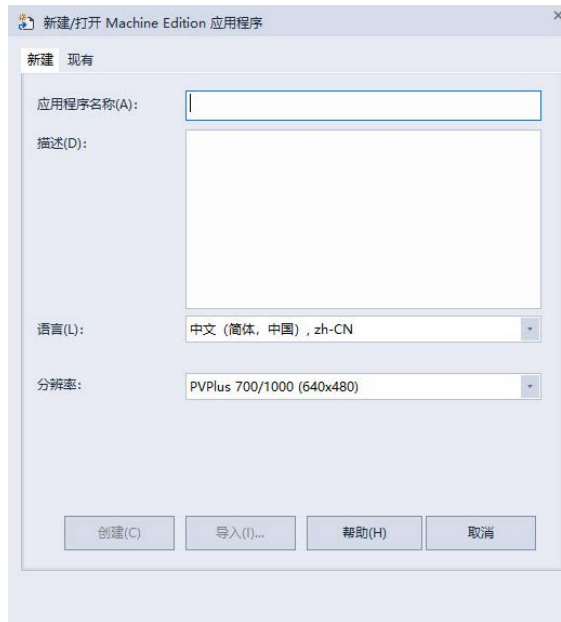 新建/打开 Machine Edition 应用程序
新建 现有
应用程序名称(A):
描述(D):
语言(L): 中文 (简体, 中国) , zh-CN
分辨率: PVPlus 700/1000 (640x480)
创建(C) 导入(I)... 帮助(H) 取消